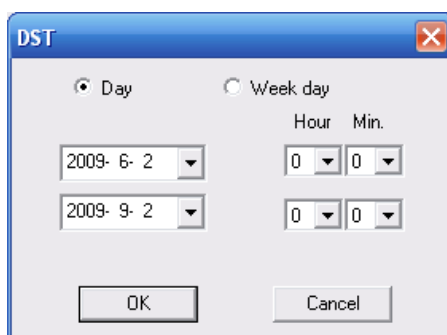 DST
Day Week day
Hour Min.
2009- 6- 2 0 0
2009- 9- 2 0 0
OK Cancel